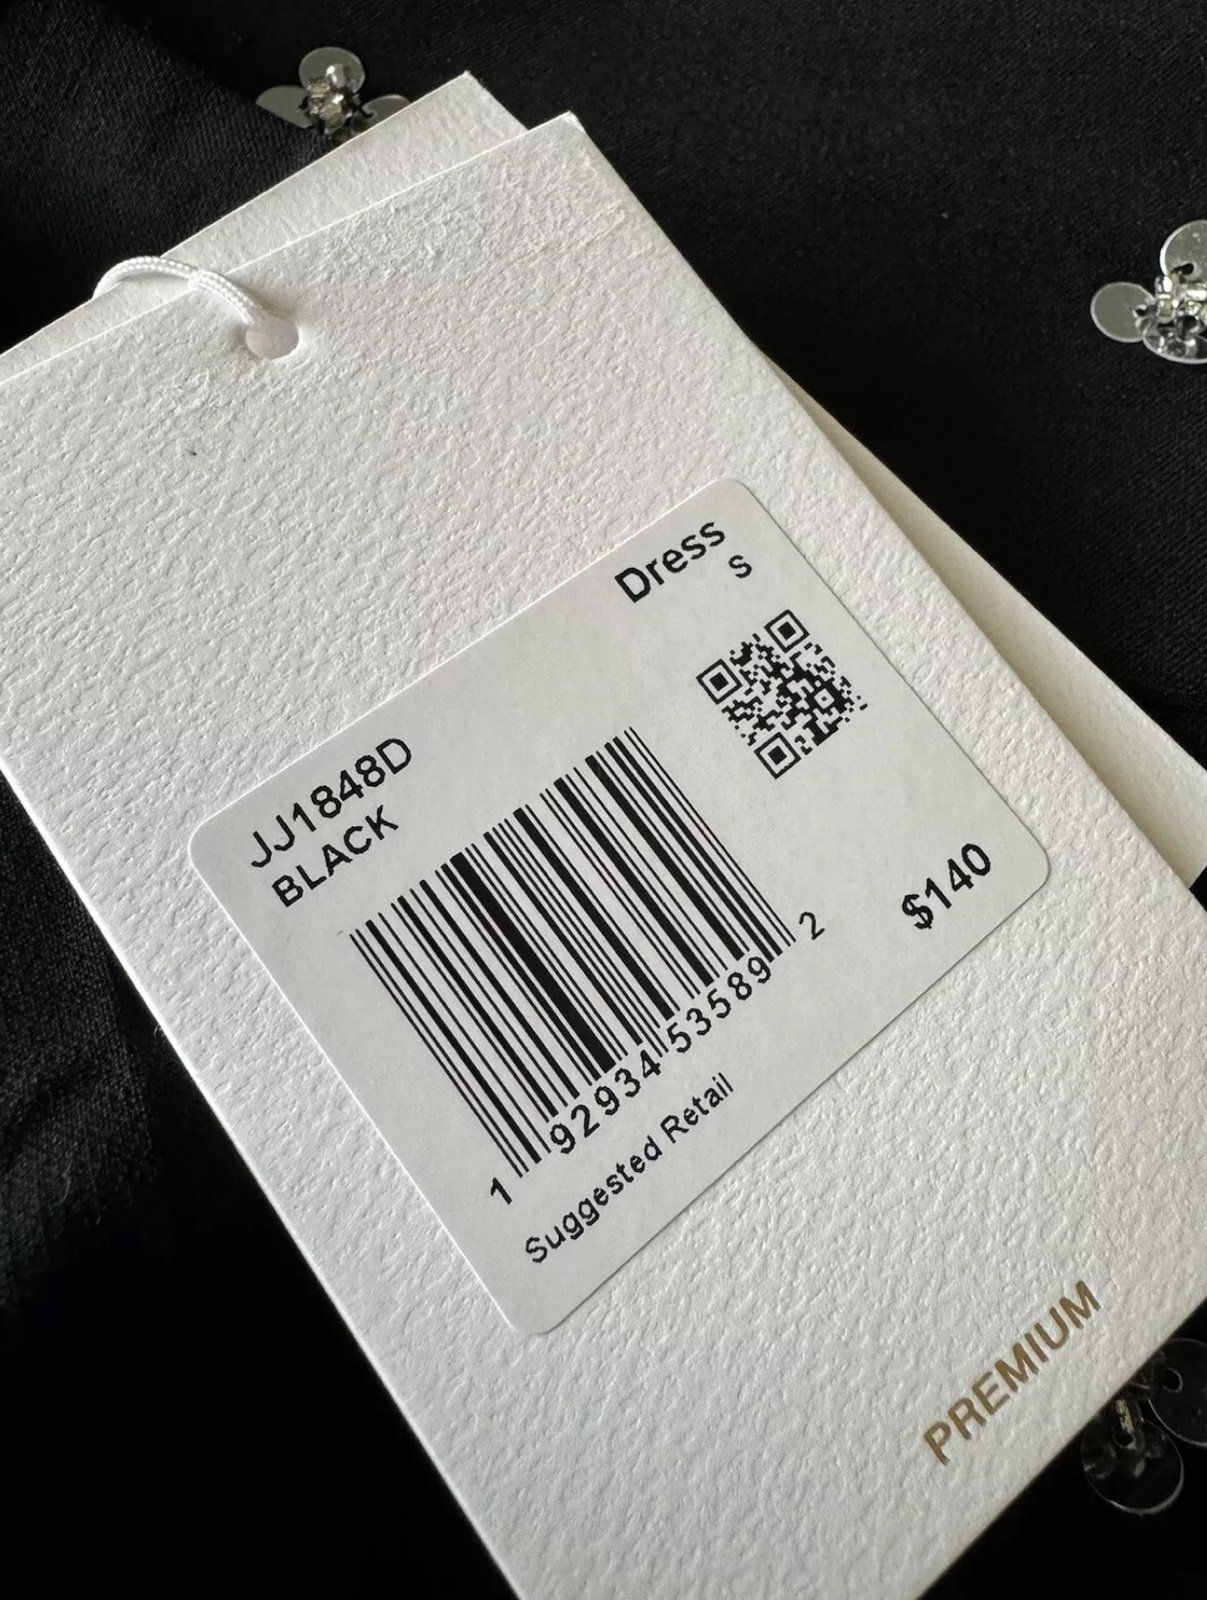 Dress
S
JJ1848D
BLACK
1 92934 53589 2
$140
Suggested Retail
PREMIUM